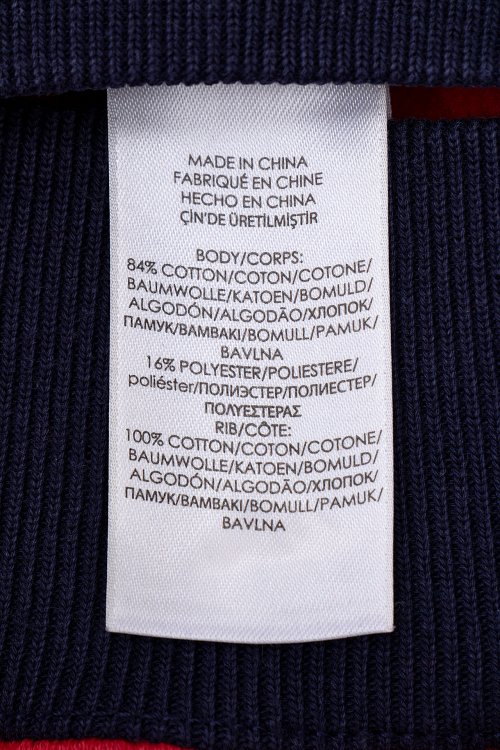 MADE IN CHINA
FABRIQUÉ EN CHINE
HECHO EN CHINA
ÇİN'DE ÜRETİLMİŞTİR
BODY/CORPS:
84% COTTON/COTON/COTONE/
BAUMWOLLE/KATOEN/BOMULD/
ALGODÓN/ALGODÃO/ХЛОПОК/
ПАМУК/ΒΑΜΒΑΚΙ/BOMULL/PAMUK/
BAVLNA
16% POLYESTER/POLIESTERE/
poliéster/ПОЛИЭСТЕР/ПОЛИЕСТЕР/
ΠΟΛΥΕΣΤΕΡΑΣ
RIB/CÔTE:
100% COTTON/COTON/COTONE/
BAUMWOLLE/KATOEN/BOMULD/
ALGODÓN/ALGODÃO/ХЛОПОК/
ПАМУК/ΒΑΜΒΑΚΙ/BOMULL/PAMUK/
BAVLNA